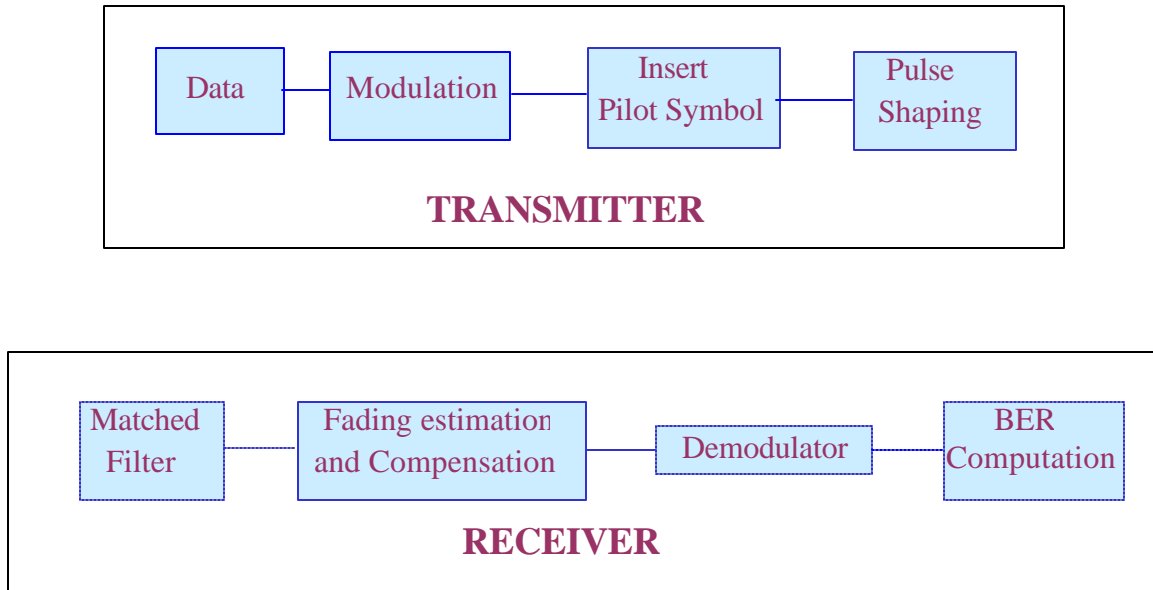 Data
Modulation
Insert
Pilot Symbol
Pulse
Shaping
TRANSMITTER
Matched
Filter
Fading estimation
and Compensation
Demodulator
BER
Computation
RECEIVER